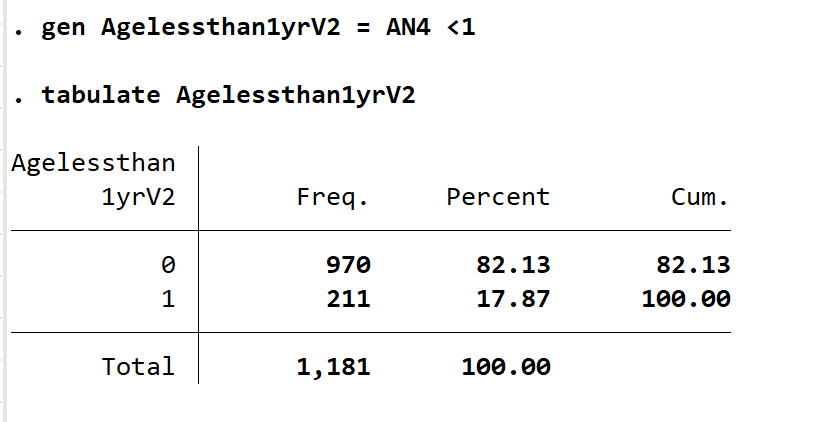 . gen Agelessthan1yrV2 = AN4 <1
. tabulate Agelessthan1yrV2
Agelessthan
1yrV2 Freq. Percent Cum.
0 970 82.13 82.13
1 211 17.87 100.00
Total 1,181 100.00